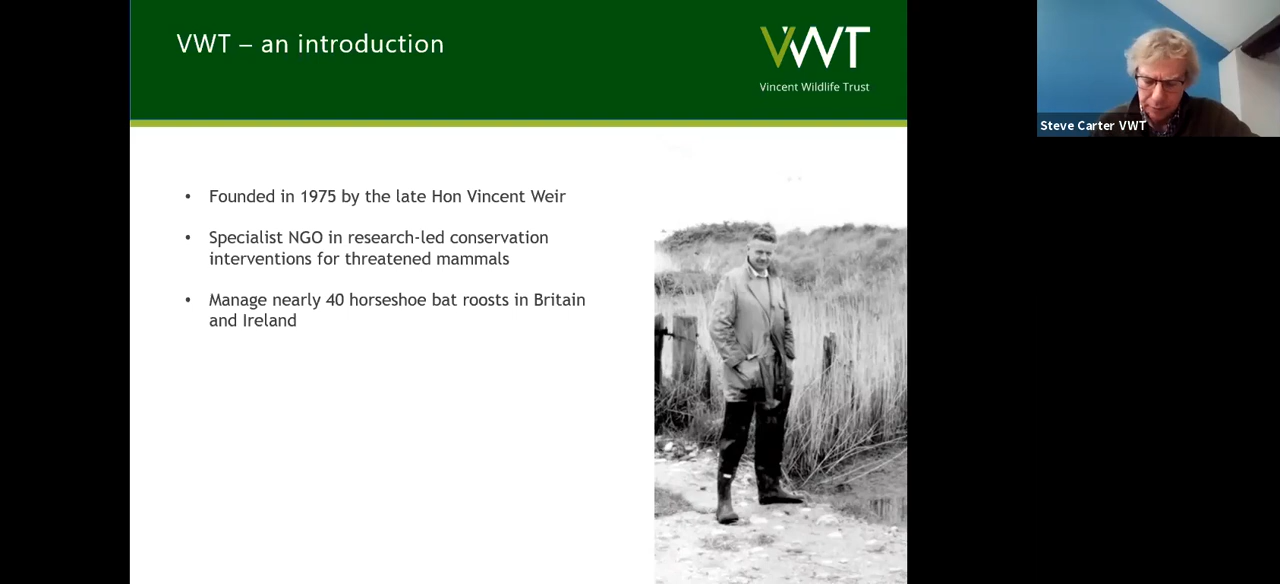 VWT – an introduction
VWT
Vincent Wildlife Trust
Steve Carter VWT
• Founded in 1975 by the late Hon Vincent Weir
• Specialist NGO in research-led conservation
interventions for threatened mammals
• Manage nearly 40 horseshoe bat roosts in Britain
and Ireland